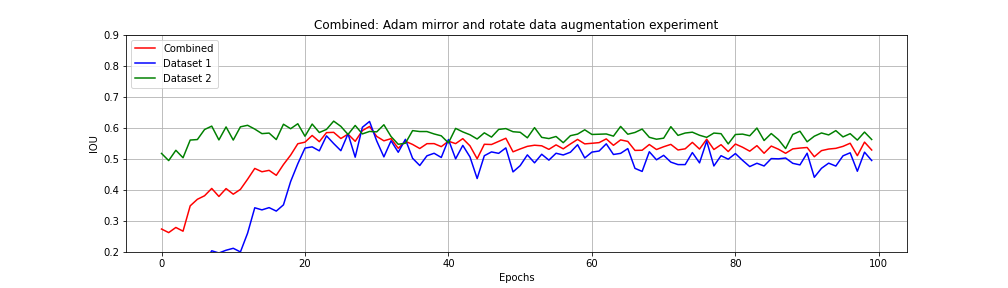 Combined: Adam mirror and rotate data augmentation experiment
0.9
0.8
0.7
0.6
0.5
0.4
0.3
0.2
IOU
Combined
Dataset 1
Dataset 2
0 20 40 60 80 100
Epochs